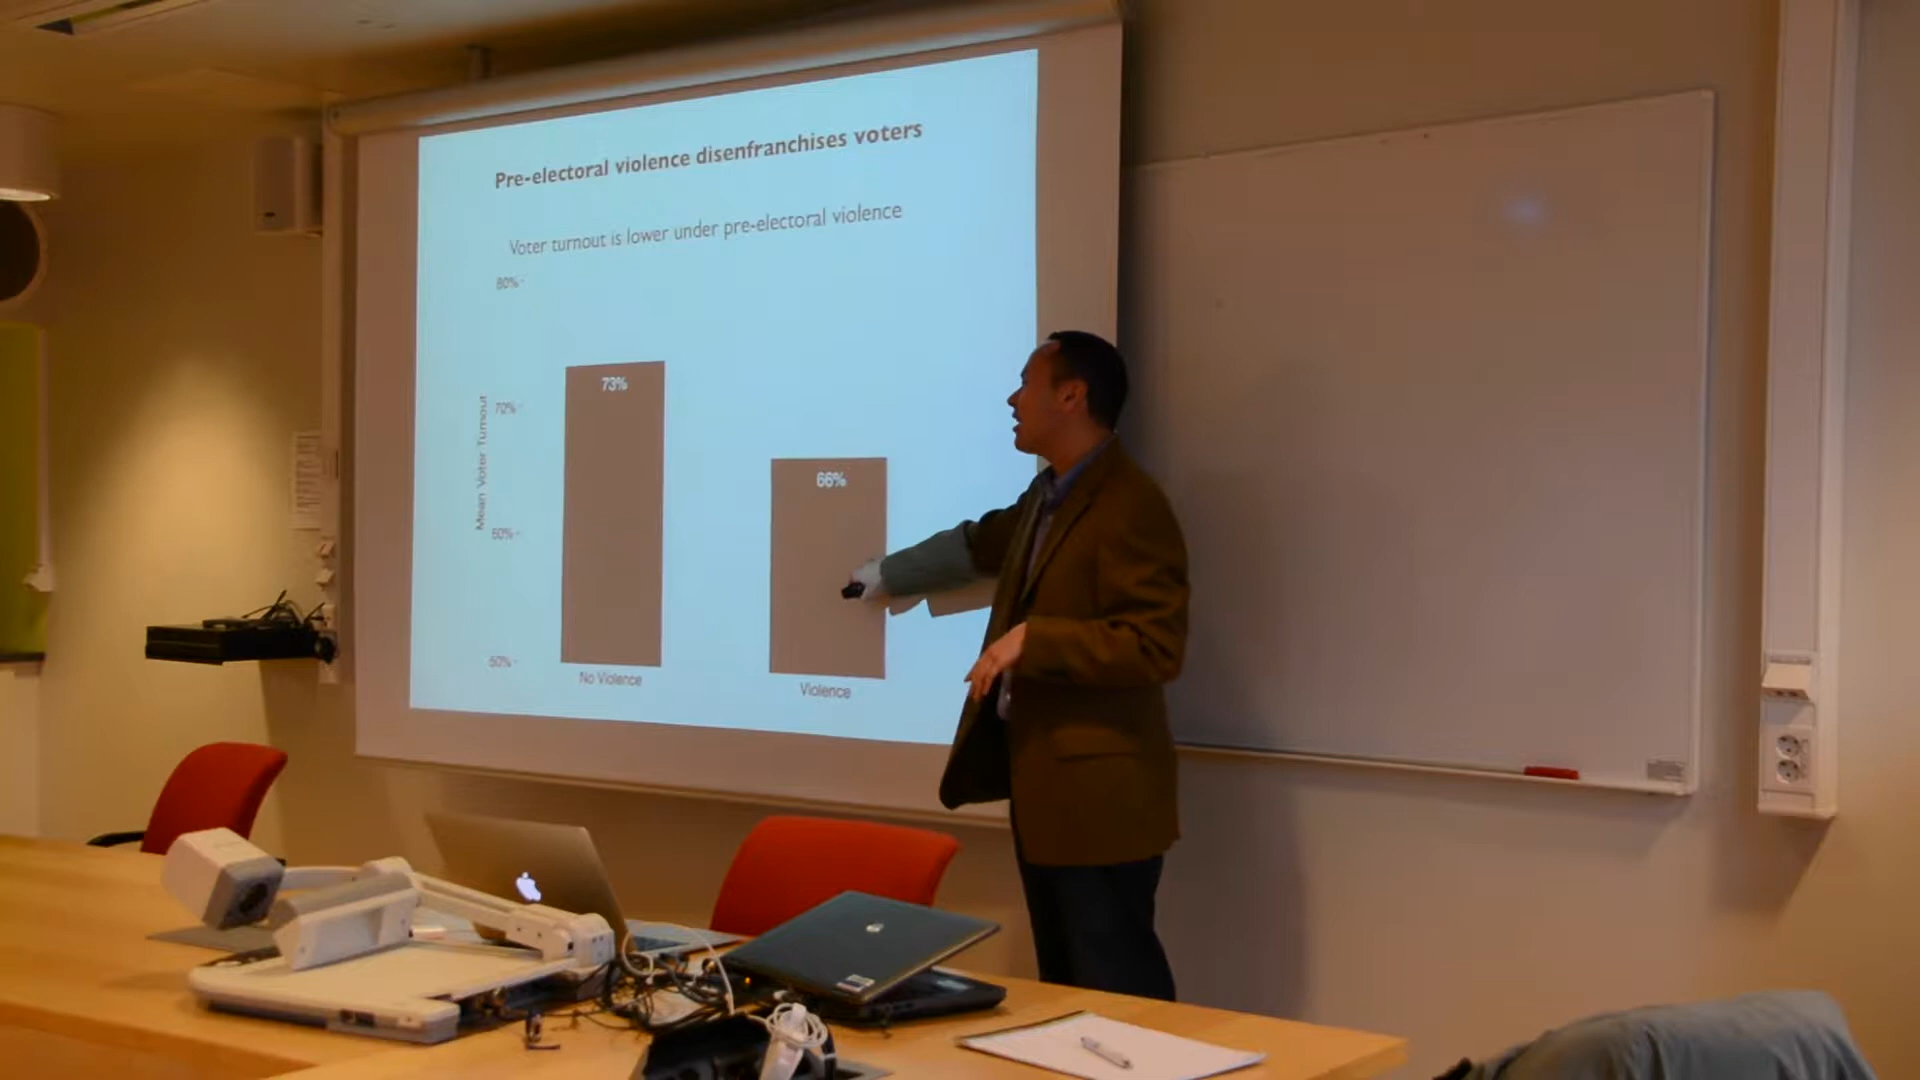 Pre-electoral violence disenfranchises voters
Voter turnout is lower under pre-electoral violence
80%
73%
70%
Mean Voter Turnout
66%
60%
50%
No Violence
Violence